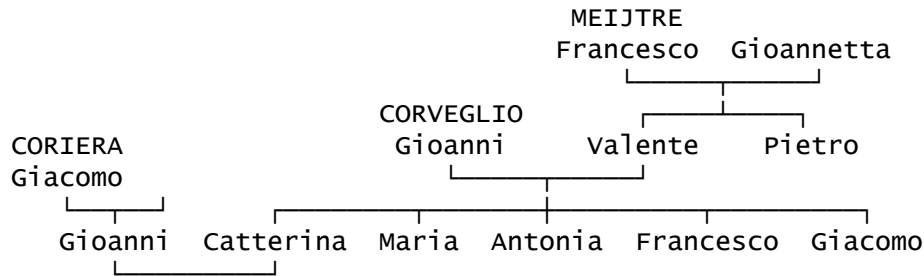 MEIJTRE
Francesco Gioannetta
CORVEGLIO
CORIERA Gioanni Valente Pietro
Giacomo
Gioanni Catterina Maria Antonia Francesco Giacomo